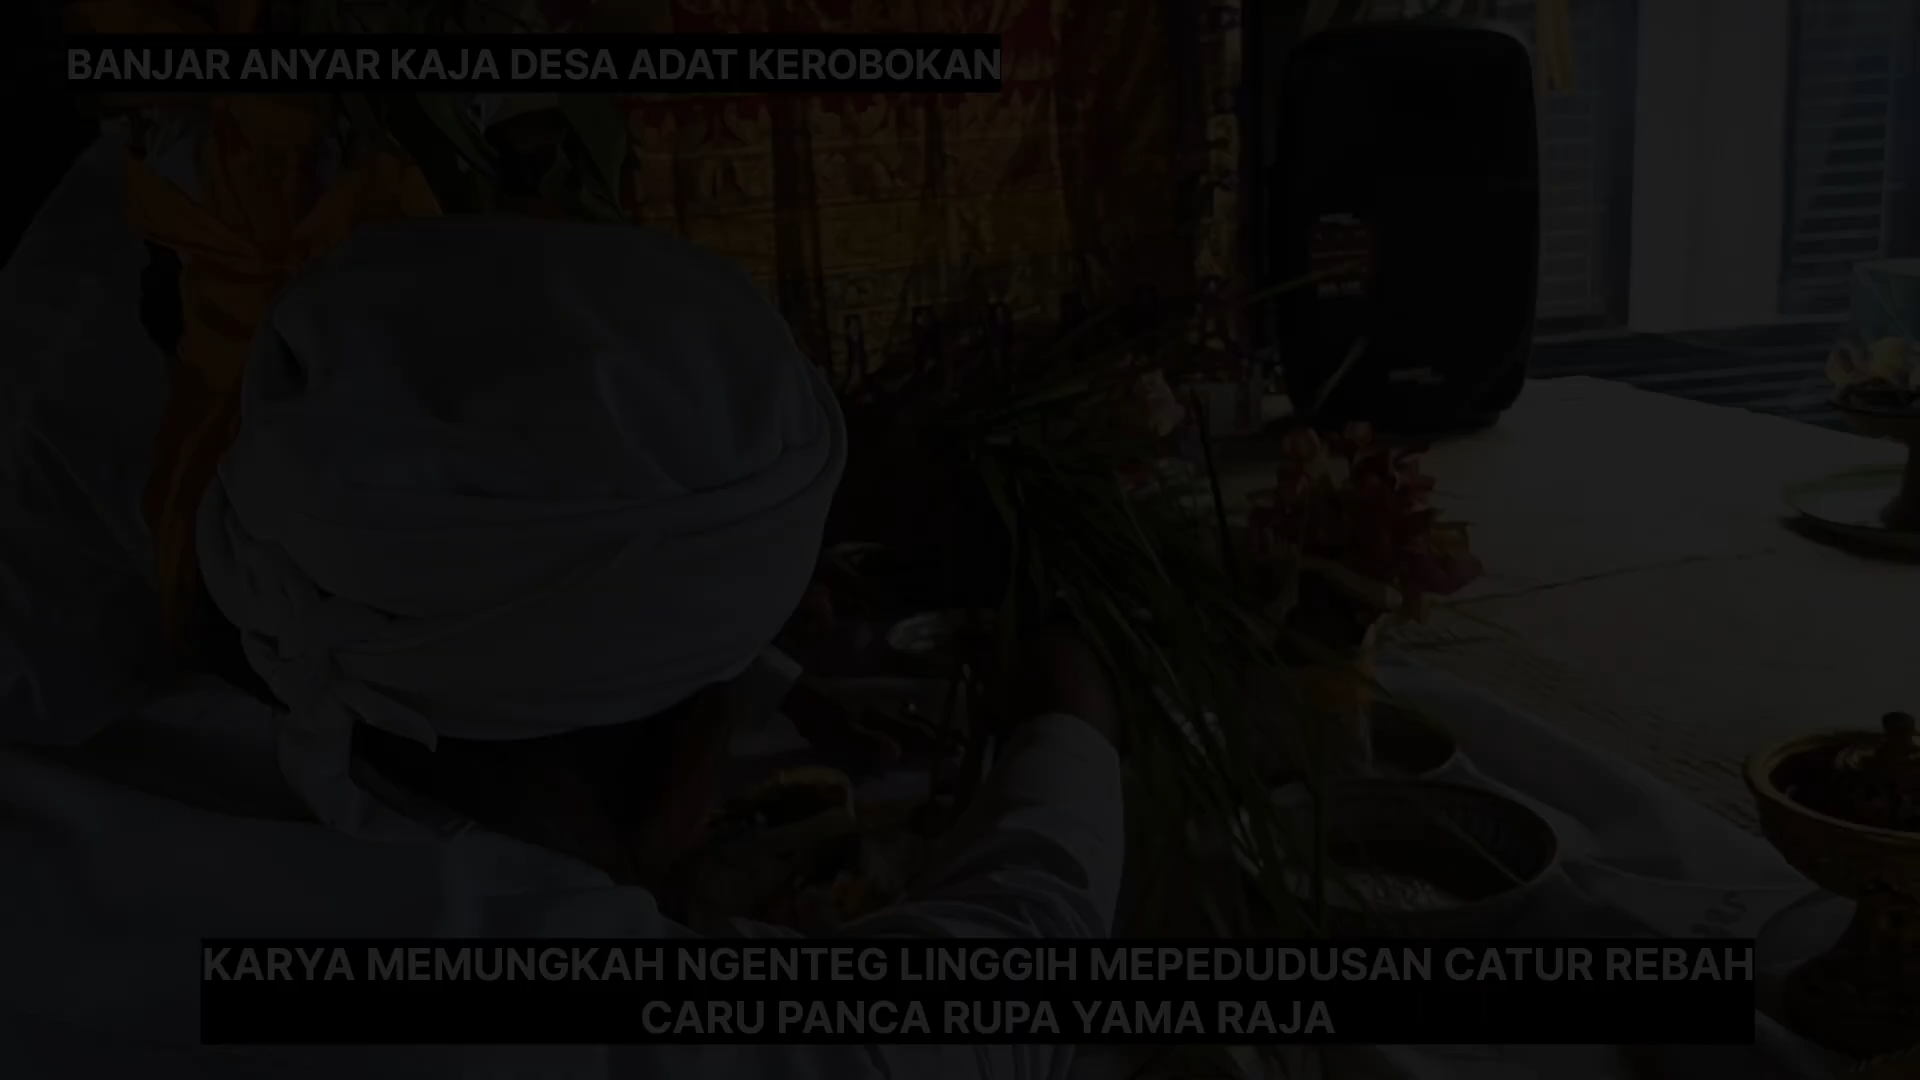 BANJAR ANYAR KAJA DESA ADAT KEROBOKAN
KARYA MEMUNGKAH NGENTEG LINGGIH MEPEDUDUSAN CATUR REBAH
CARU PANCA RUPA YAMA RAJA